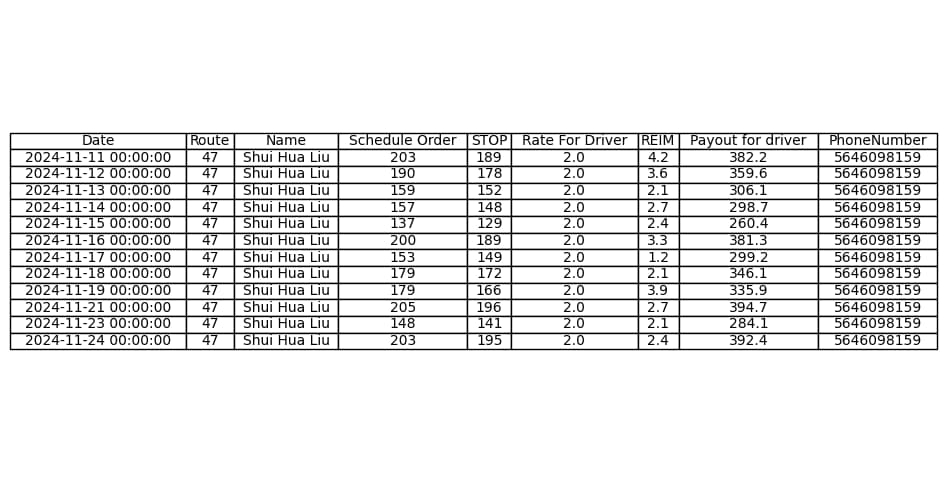 Date Route Name Schedule Order STOP Rate For Driver REIM Payout for driver PhoneNumber
2024-11-11 00:00:00 47 Shui Hua Liu 203 189 2.0 4.2 382.2 5646098159
2024-11-12 00:00:00 47 Shui Hua Liu 190 178 2.0 3.6 359.6 5646098159
2024-11-13 00:00:00 47 Shui Hua Liu 159 152 2.0 2.1 306.1 5646098159
2024-11-14 00:00:00 47 Shui Hua Liu 157 148 2.0 2.7 298.7 5646098159
2024-11-15 00:00:00 47 Shui Hua Liu 137 129 2.0 2.4 260.4 5646098159
2024-11-16 00:00:00 47 Shui Hua Liu 200 189 2.0 3.3 381.3 5646098159
2024-11-17 00:00:00 47 Shui Hua Liu 153 149 2.0 1.2 299.2 5646098159
2024-11-18 00:00:00 47 Shui Hua Liu 179 172 2.0 2.1 346.1 5646098159
2024-11-19 00:00:00 47 Shui Hua Liu 179 166 2.0 3.9 335.9 5646098159
2024-11-21 00:00:00 47 Shui Hua Liu 205 196 2.0 2.7 394.7 5646098159
2024-11-23 00:00:00 47 Shui Hua Liu 148 141 2.0 2.1 284.1 5646098159
2024-11-24 00:00:00 47 Shui Hua Liu 203 195 2.0 2.4 392.4 5646098159